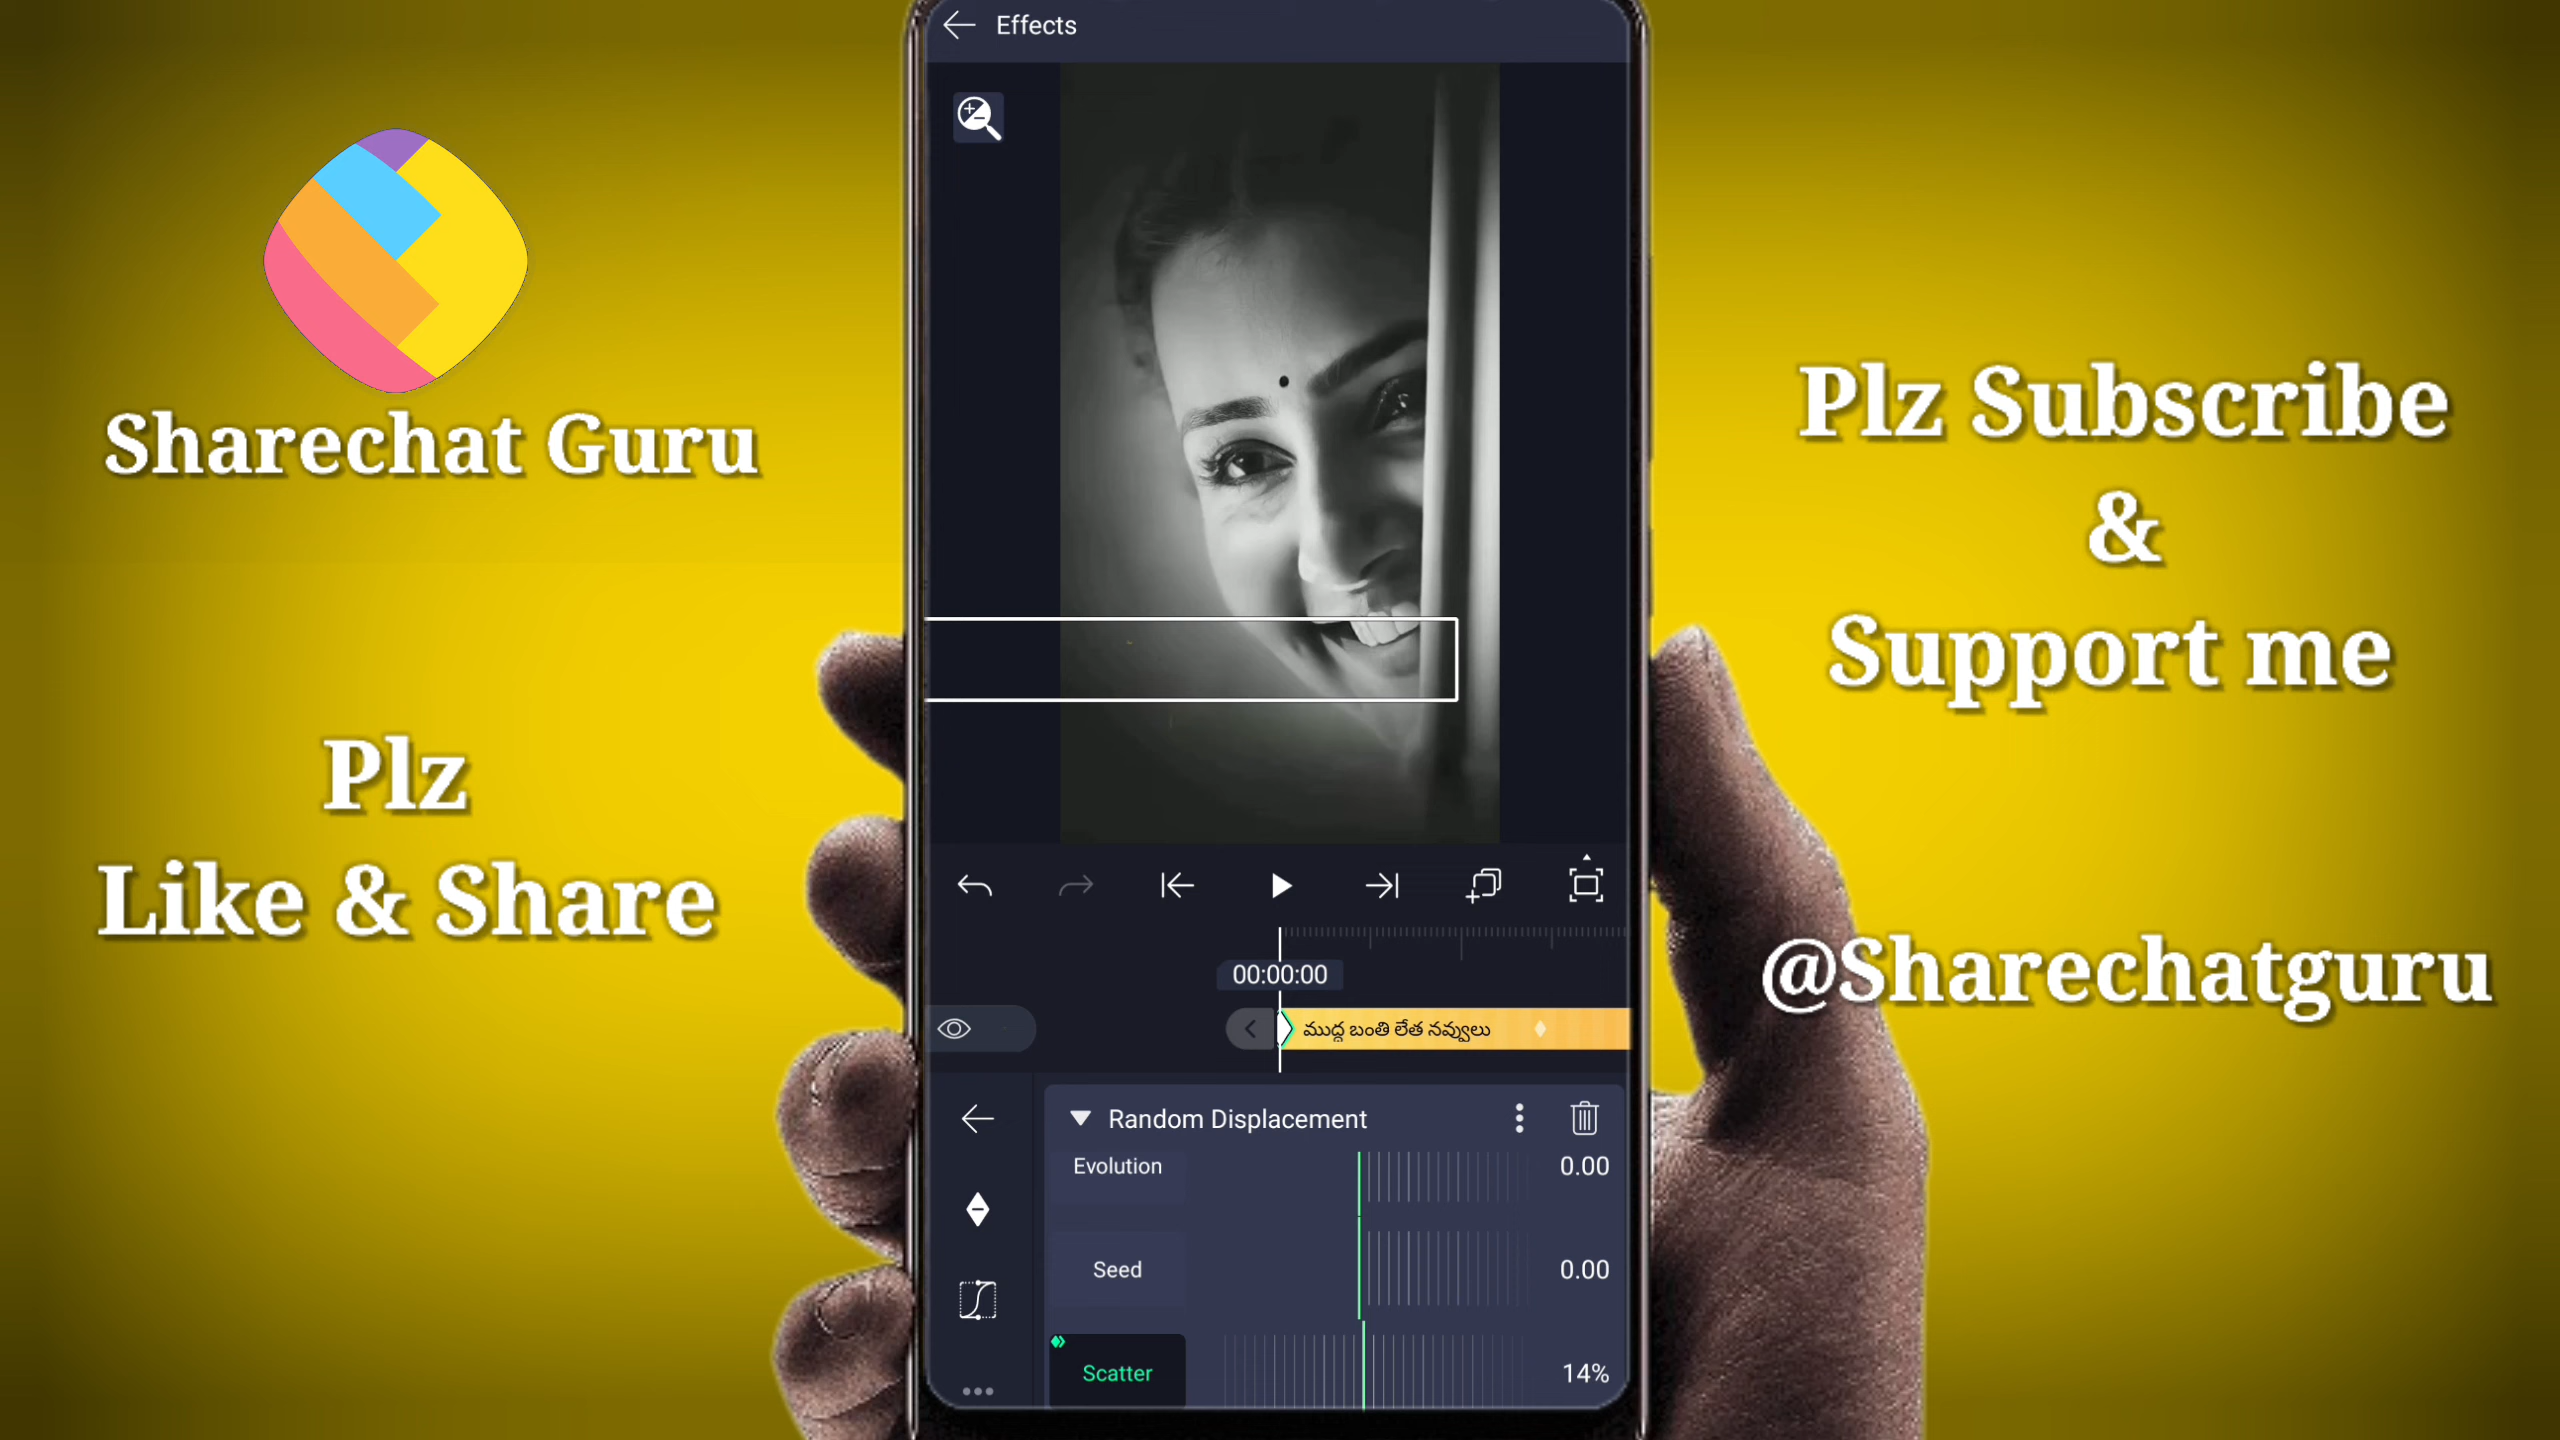 Effects
Sharechat Guru
Plz
Like & Share
Plz Subscribe
&
Support me
@Sharechatguru
00:00:00
ముద్ద బంతి లేత నవ్వులు
Random Displacement
Evolution 0.00
Seed 0.00
Scatter 14%